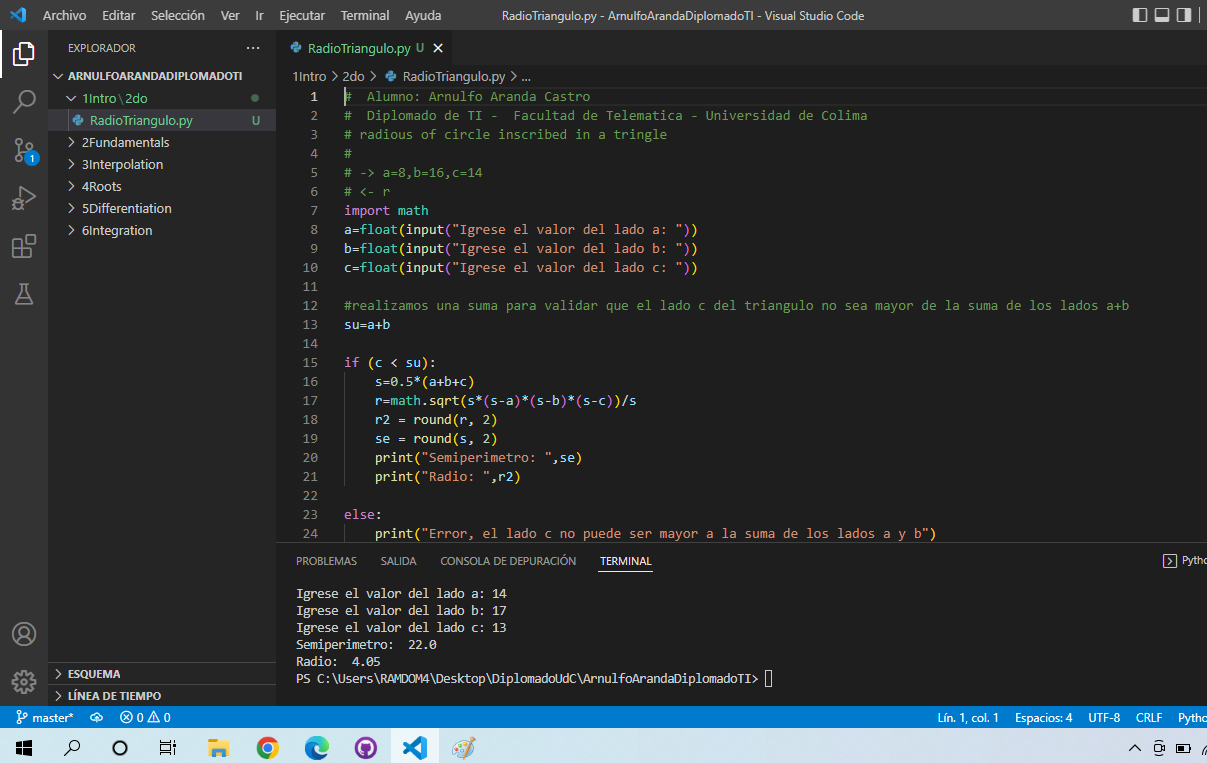 Archivo Editar Selección Ver Ir Ejecutar Terminal Ayuda RadioTriangulo.py - ArnulfoArandaDiplomadoTI - Visual Studio Code
EXPLORADOR ...
ARNULFOARANDADIPLOMADOTI
1Intro \ 2do
RadioTriangulo.py U
2Fundamentals
3Interpolation
4Roots
5Differentiation
6Integration
1
ESQUEMA
LÍNEA DE TIEMPO
RadioTriangulo.py U
1Intro > 2do > RadioTriangulo.py > ...
1 #  Alumno: Arnulfo Aranda Castro
2 #  Diplomado de TI -  Facultad de Telematica - Universidad de Colima
3 # radious of circle inscribed in a tringle
4 #
5 # -> a=8,b=16,c=14
6 # <- r
7 import math
8 a=float(input("Igrese el valor del lado a: "))
9 b=float(input("Igrese el valor del lado b: "))
10 c=float(input("Igrese el valor del lado c: "))
11
12 #realizamos una suma para validar que el lado c del triangulo no sea mayor de la suma de los lados a+b
13 su=a+b
14
15 if (c < su):
16     s=0.5*(a+b+c)
17     r=math.sqrt(s*(s-a)*(s-b)*(s-c))/s
18     r2 = round(r, 2)
19     se = round(s, 2)
20     print("Semiperimetro: ",se)
21     print("Radio: ",r2)
22
23 else:
24     print("Error, el lado c no puede ser mayor a la suma de los lados a y b")
PROBLEMAS SALIDA CONSOLA DE DEPURACIÓN TERMINAL Pytho
Igrese el valor del lado a: 14
Igrese el valor del lado b: 17
Igrese el valor del lado c: 13
Semiperimetro:  22.0
Radio:  4.05
PS C:\Users\RAMDOM4\Desktop\DiplomadoUdC\ArnulfoArandaDiplomadoTI>
master* 0 0 Lín. 1, col. 1 Espacios: 4 UTF-8 CRLF Pytho